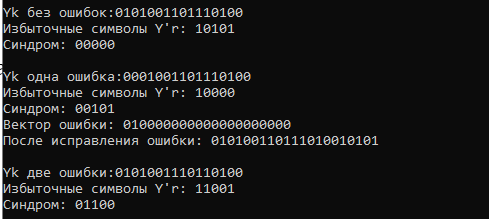 Yk без ошибок:0101001101110100
Избыточные символы Y'r: 10101
Синдром: 00000
Yk одна ошибка:0001001101110100
Избыточные символы Y'r: 10000
Синдром: 00101
Вектор ошибки: 010000000000000000000
После исправления ошибки: 010100110111010010101
Yk две ошибки:0101001110110100
Избыточные символы Y'r: 11001
Синдром: 01100